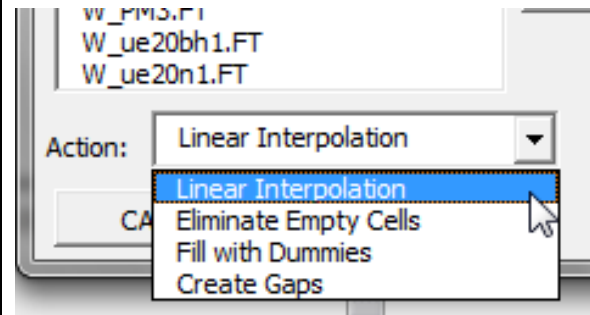 W_PM3.FT
W_ue20bh1.FT
W_ue20n1.FT
Action: Linear Interpolation
Linear Interpolation
CA
Eliminate Empty Cells
Fill with Dummies
Create Gaps